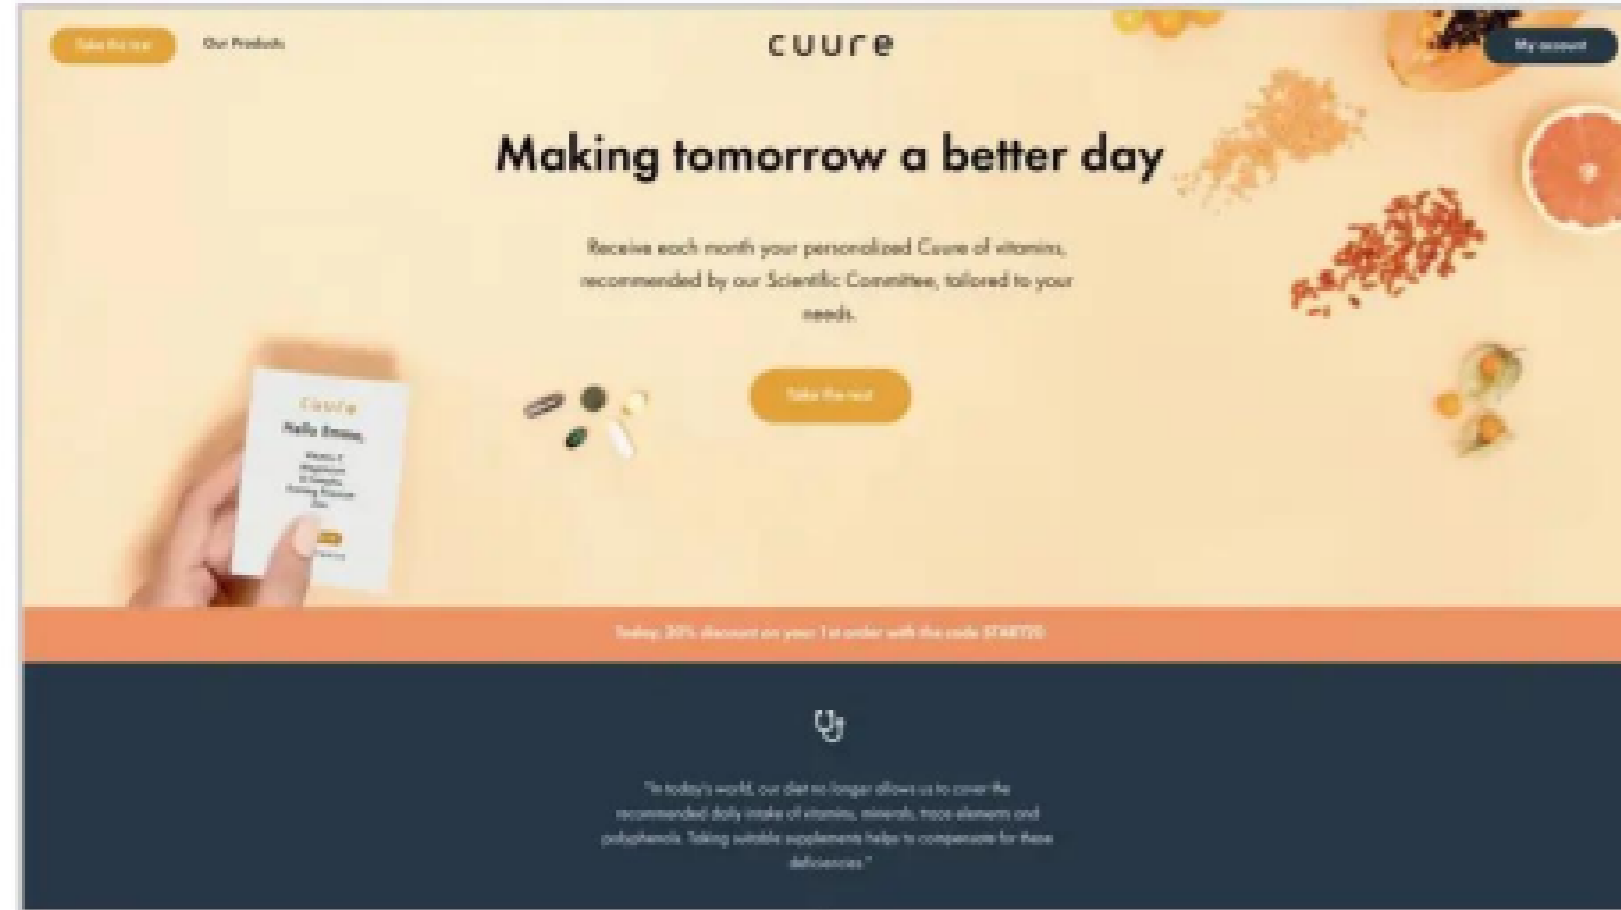 Take the test
Our Products
cuure
My account
Making tomorrow a better day
Receive each month your personalized Cuure of vitamins,
recommended by our Scientific Committee, tailored to your
needs.
Take the test
cuure
Hello Emma,
Today, 20% discount on your 1st order with the code START20
"In today's world, our diet no longer allows us to cover the
recommended daily intake of vitamins, minerals, trace elements and
polyphenols. Taking suitable supplements helps to compensate for these
deficiencies."